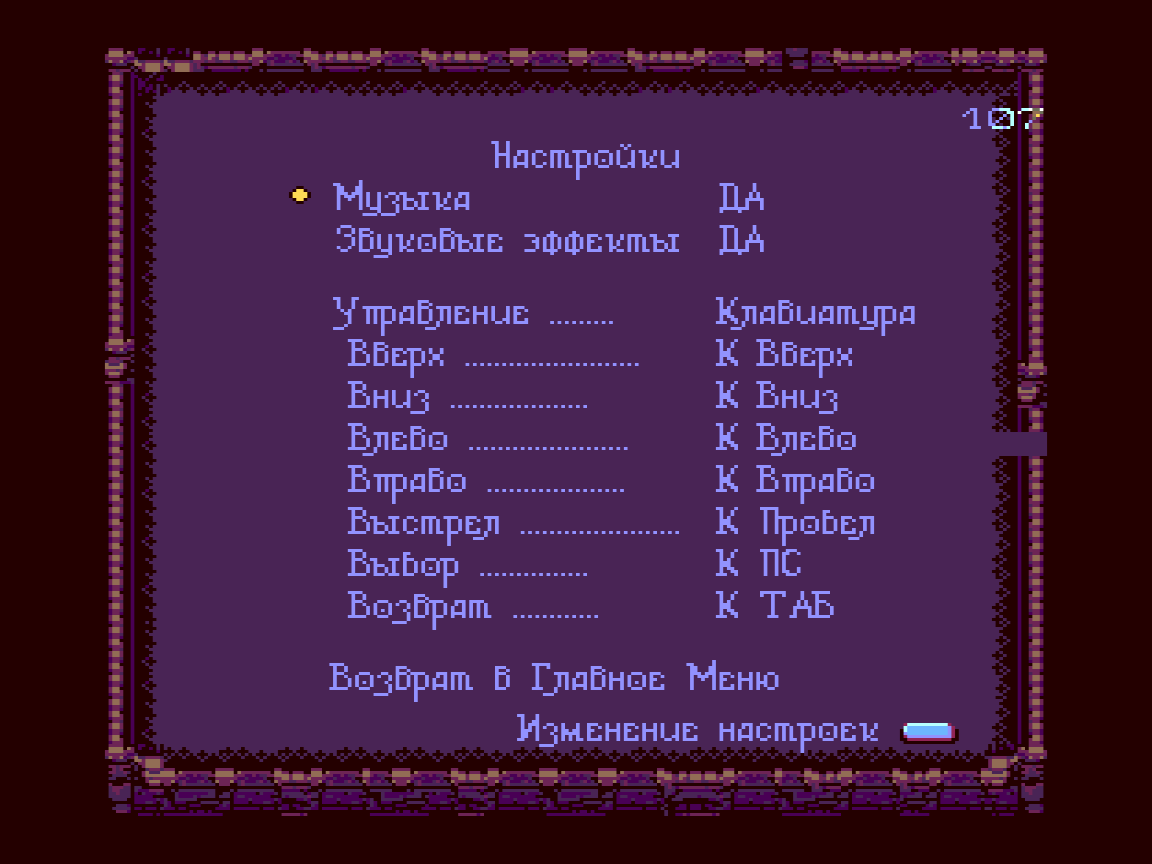 107
Настройки
Музыка ДА
Звуковые эффекты ДА
Управление ......... Клавиатура
Вверх ........................ К Вверх
Вниз ................... К Вниз
Влево ...................... К Влево
Вправо ................... К Вправо
Выстрел ...................... К Пробел
Выбор ............... К ПС
Возврат ............ К ТАБ
Возврат в Главное Меню
Изменение настроек